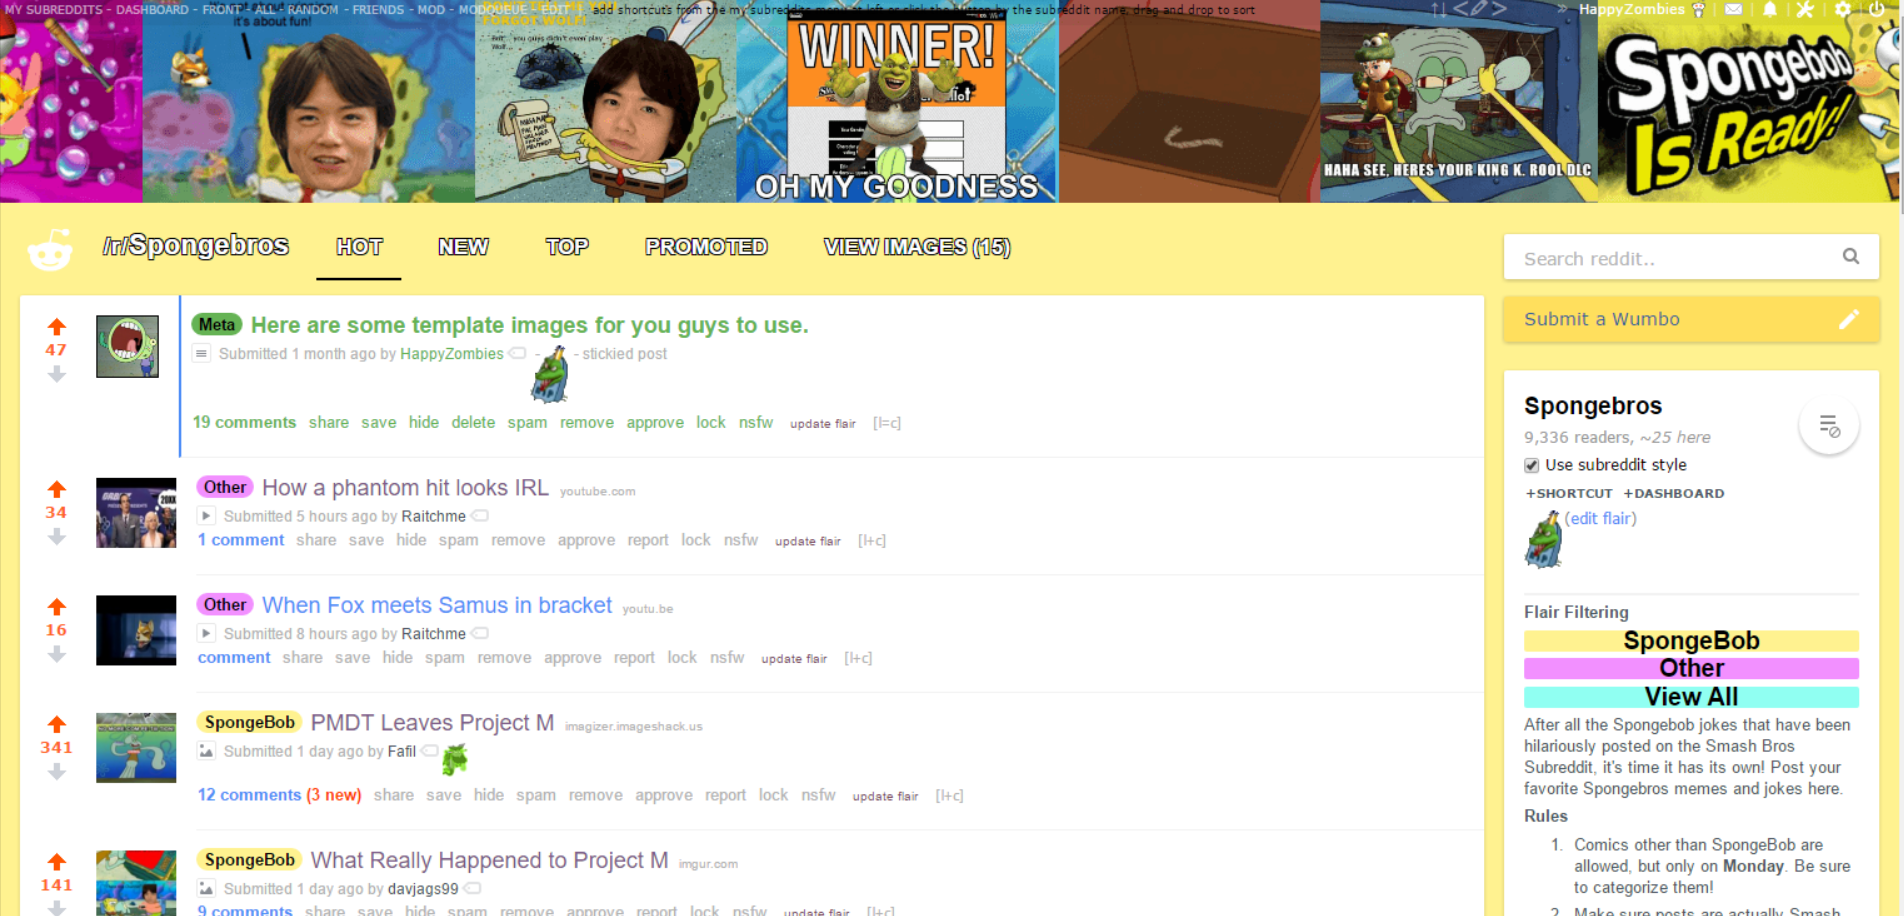 MY SUBREDDITS - DASHBOARD - FRONT - ALL - RANDOM - FRIENDS - MOD - MODQUEUE - EDIT | add shortcuts from the my subreddits menu at left or click the button by the subreddit name, drag and drop to sort
HappyZombies
it's about fun!
FORGOT WOLF!
But, you guys didn't even play Wolf...
WINNER!
OH MY GOODNESS
HAHA SEE, HERES YOUR KING K. ROOL DLC
Spongebob
Is Ready!
/r/Spongebros HOT NEW TOP PROMOTED VIEW IMAGES (15)
47
Meta Here are some template images for you guys to use.
Submitted 1 month ago by HappyZombies - - stickied post
19 comments share save hide delete spam remove approve lock nsfw update flair [l=c]
34
Other How a phantom hit looks IRL youtube.com
Submitted 5 hours ago by Raitchme
1 comment share save hide spam remove approve report lock nsfw update flair [l+c]
16
Other When Fox meets Samus in bracket youtu.be
Submitted 8 hours ago by Raitchme
comment share save hide spam remove approve report lock nsfw update flair [l+c]
341
SpongeBob PMDT Leaves Project M imagizer.imageshack.us
Submitted 1 day ago by Fafil
12 comments (3 new) share save hide spam remove approve report lock nsfw update flair [l+c]
141
SpongeBob What Really Happened to Project M imgur.com
Submitted 1 day ago by davjags99
9 comments share save hide spam remove approve report lock nsfw update flair [l+c]
Search reddit..
Submit a Wumbo
Spongebros
9,336 readers, ~25 here
Use subreddit style
+SHORTCUT +DASHBOARD
(edit flair)
Flair Filtering
SpongeBob
Other
View All
After all the Spongebob jokes that have been
hilariously posted on the Smash Bros
Subreddit, it's time it has its own! Post your
favorite Spongebros memes and jokes here.
Rules
1. Comics other than SpongeBob are
allowed, but only on Monday. Be sure
to categorize them!
2. Make sure posts are actually Smash